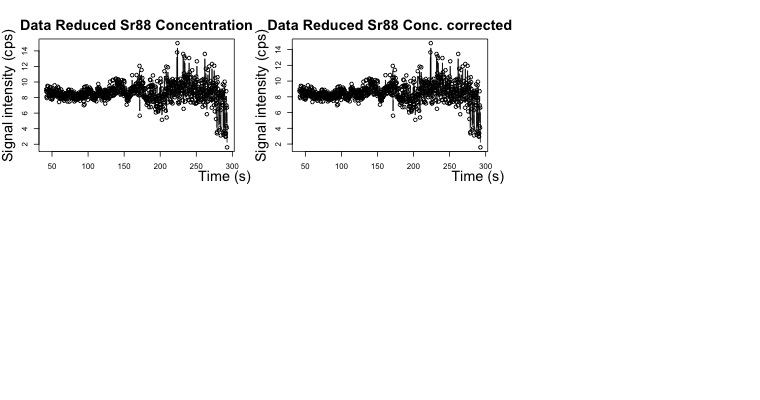 Data Reduced Sr88 Concentration
Signal intensity (cps)
14
12
10
8
6
4
2
50 100 150 200 250 300
Time (s)
Data Reduced Sr88 Conc. corrected
Signal intensity (cps)
14
12
10
8
6
4
2
50 100 150 200 250 300
Time (s)